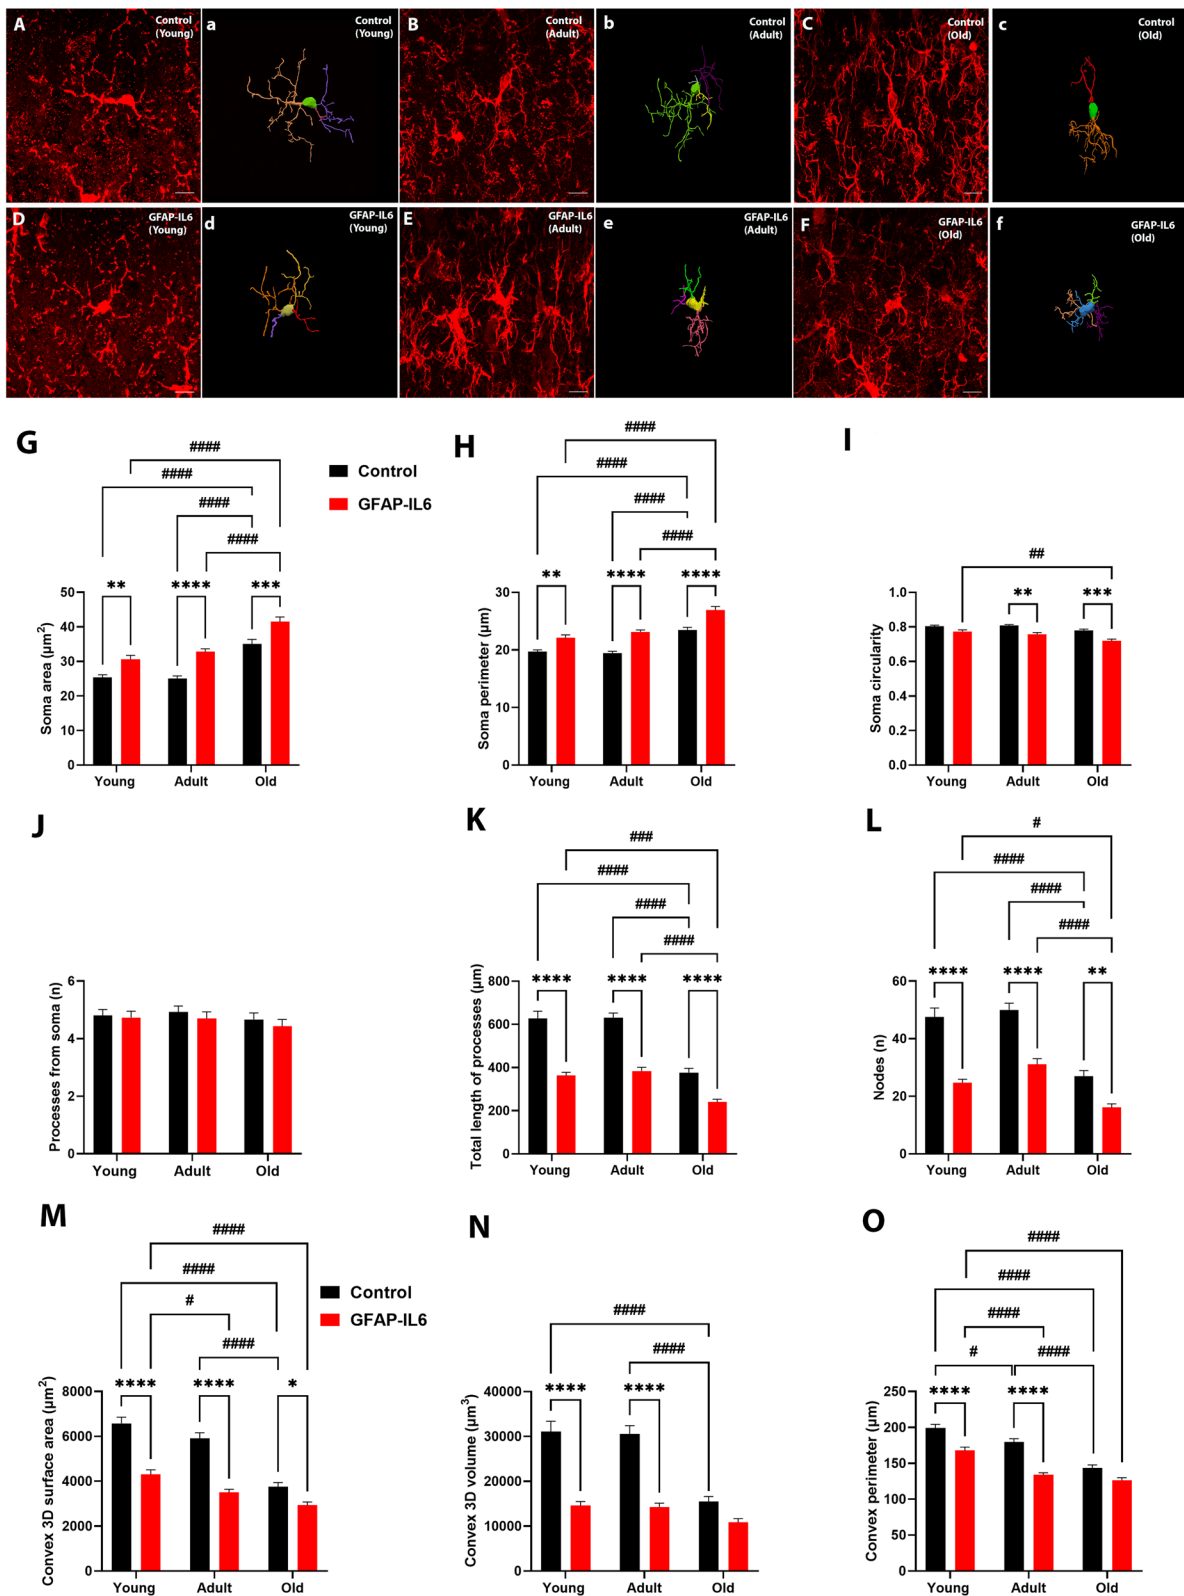 A
Control
(Young)
a
Control
(Young)
B
Control
(Adult)
b
Control
(Adult)
C
Control
(Old)
c
Control
(Old)
D
GFAP-IL6
(Young)
d
GFAP-IL6
(Young)
E
GFAP-IL6
(Adult)
e
GFAP-IL6
(Adult)
F
GFAP-IL6
(Old)
f
GFAP-IL6
(Old)
G
####
####
####
####
** **** ***
Soma area (µm²)
50
40
30
20
10
0
Young Adult Old
Control
GFAP-IL6
H
####
####
####
####
** **** ****
Soma perimeter (µm)
30
20
10
0
Young Adult Old
I
##
** ***
Soma circularity
1.0
0.8
0.6
0.4
0.2
0.0
Young Adult Old
J
Processes from soma (n)
6
4
2
0
Young Adult Old
K
###
####
####
####
**** **** ****
Total length of processes (µm)
800
600
400
200
0
Young Adult Old
L
#
####
####
####
**** **** **
Nodes (n)
60
40
20
0
Young Adult Old
M
####
####
#
####
**** **** *
Convex 3D surface area (µm²)
8000
6000
4000
2000
0
Young Adult Old
Control
GFAP-IL6
N
####
####
**** ****
Convex 3D volume (µm³)
40000
30000
20000
10000
0
Young Adult Old
O
####
####
####
# ####
**** ****
Convex perimeter (µm)
250
200
150
100
50
0
Young Adult Old